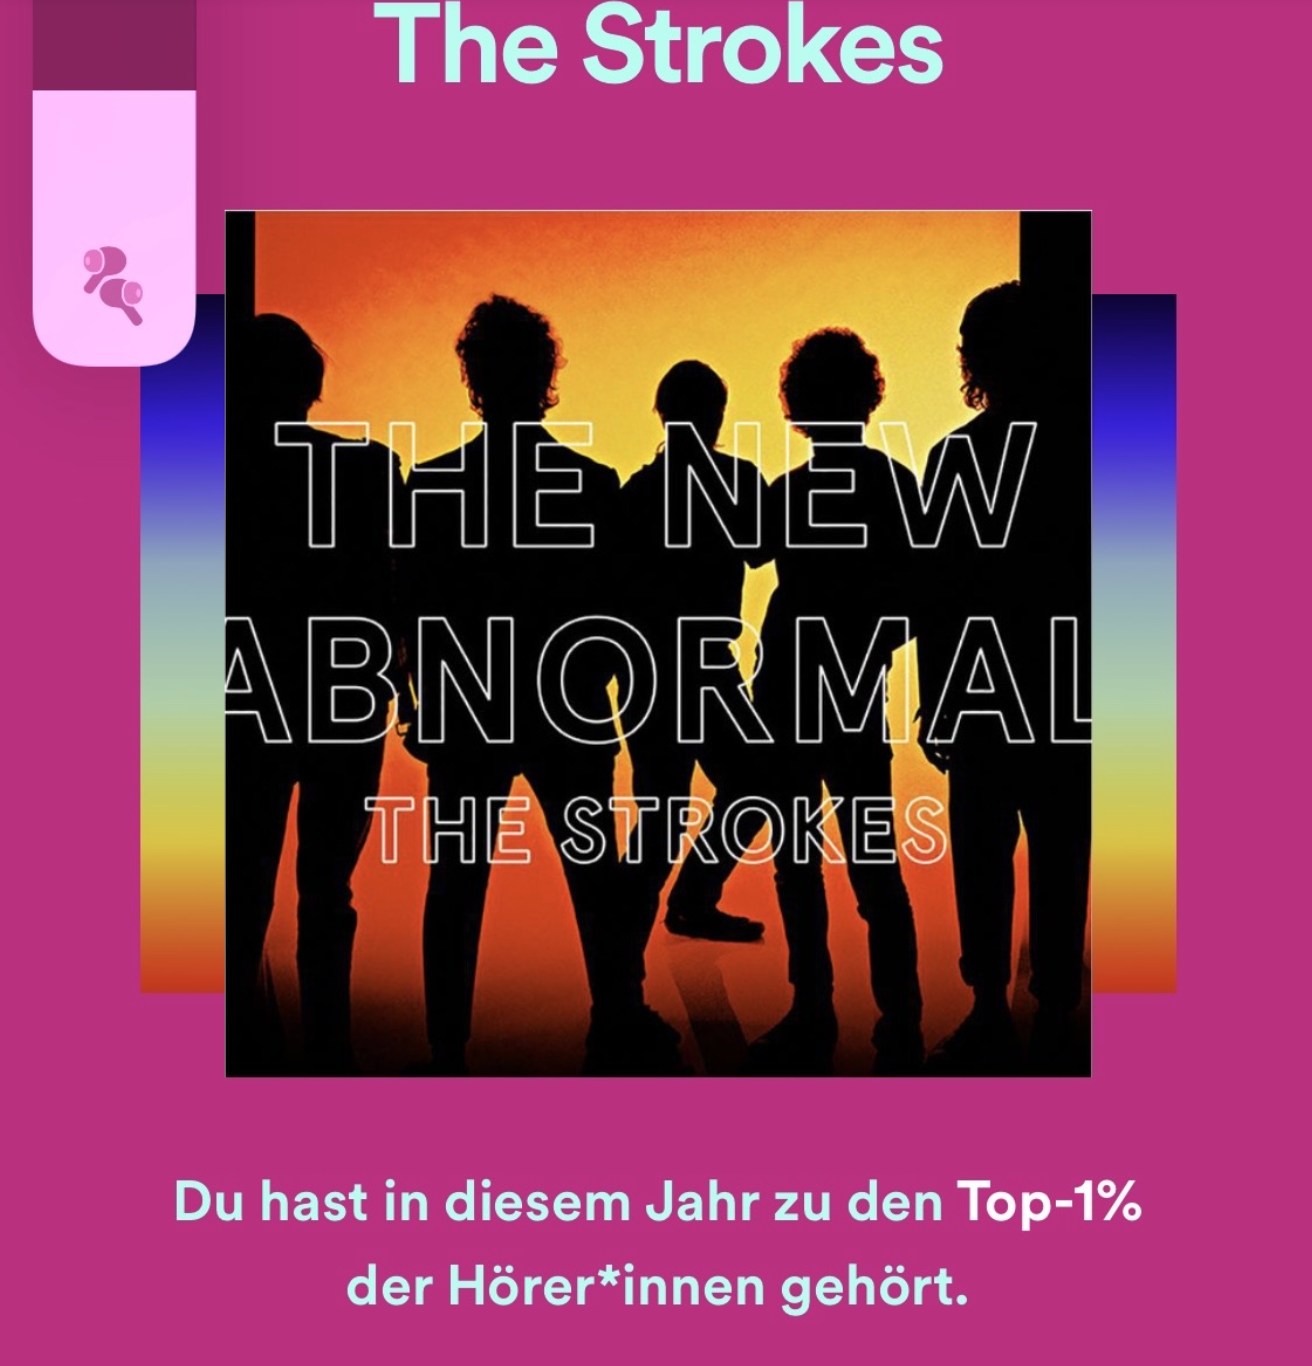 The Strokes
THE NEW
ABNORMAL
THE STROKES
Du hast in diesem Jahr zu den Top-1%
der Hörer*innen gehört.